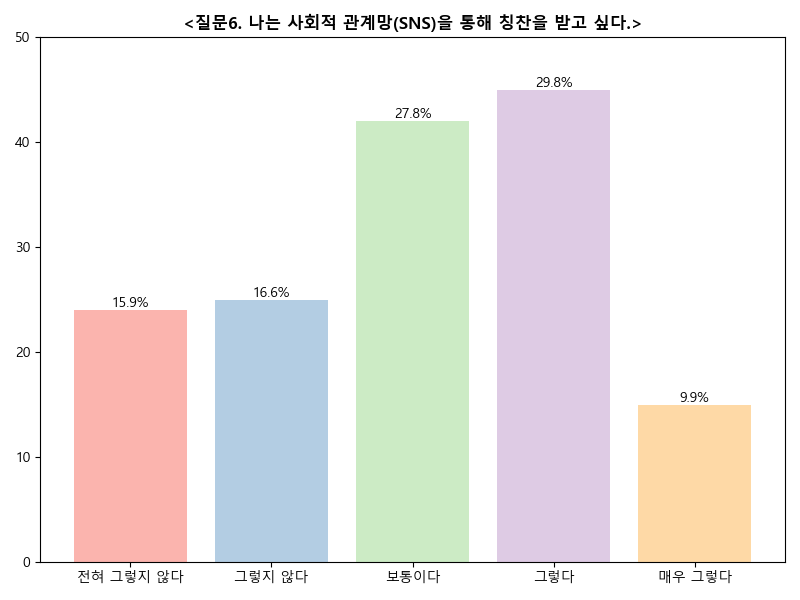 <질문6. 나는 사회적 관계망(SNS)을 통해 칭찬을 받고 싶다.>
50
40
30
20
10
0
15.9%
16.6%
27.8%
29.8%
9.9%
전혀 그렇지 않다
그렇지 않다
보통이다
그렇다
매우 그렇다